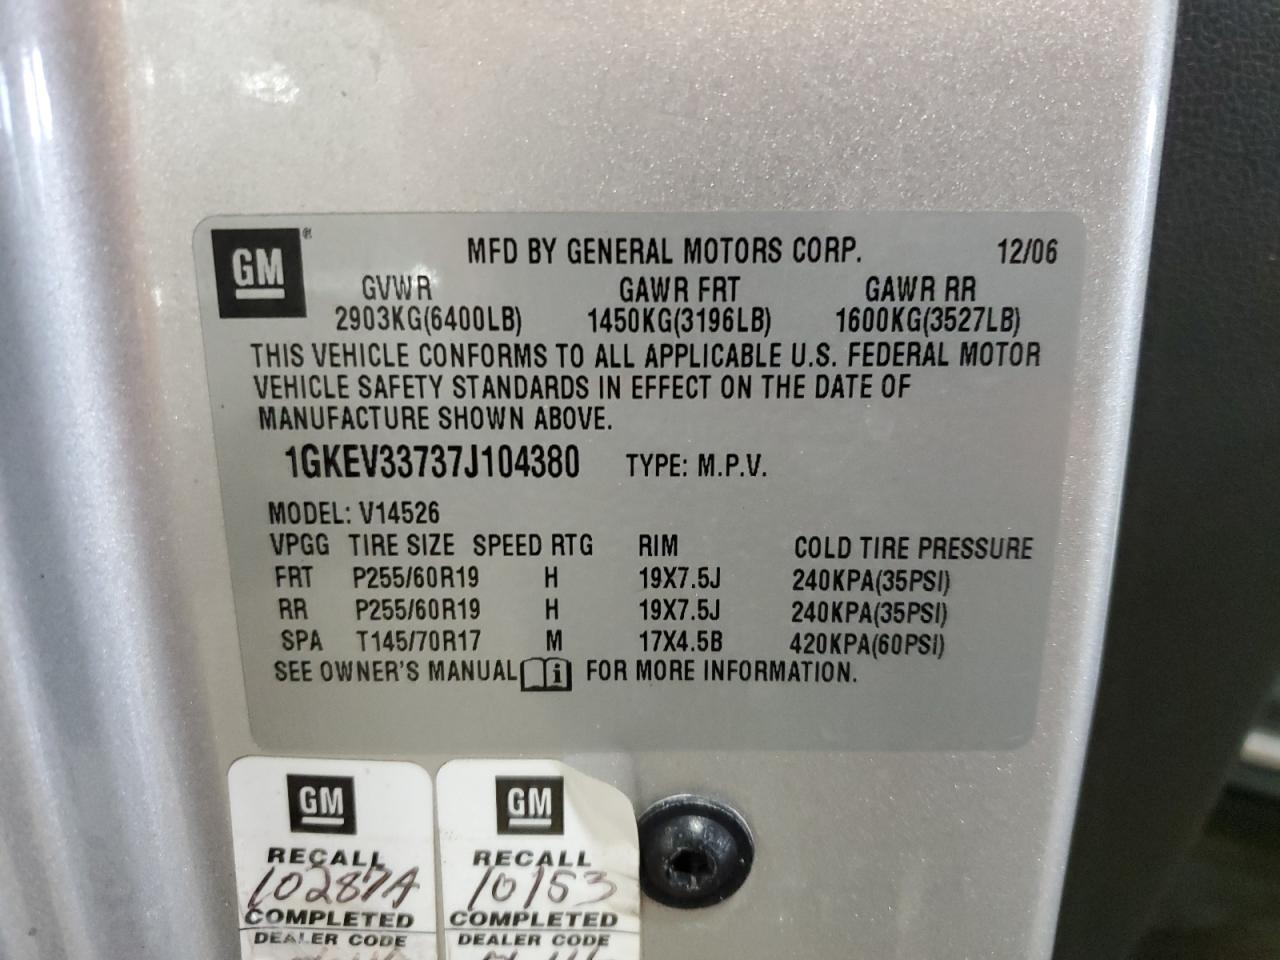 GM® MFD BY GENERAL MOTORS CORP. 12/06
GVWR GAWR FRT GAWR RR
2903KG(6400LB) 1450KG(3196LB) 1600KG(3527LB)
THIS VEHICLE CONFORMS TO ALL APPLICABLE U.S. FEDERAL MOTOR
VEHICLE SAFETY STANDARDS IN EFFECT ON THE DATE OF
MANUFACTURE SHOWN ABOVE.
1GKEV33737J104380 TYPE: M.P.V.
MODEL: V14526
VPGG TIRE SIZE SPEED RTG RIM COLD TIRE PRESSURE
FRT P255/60R19 H 19X7.5J 240KPA(35PSI)
RR P255/60R19 H 19X7.5J 240KPA(35PSI)
SPA T145/70R17 M 17X4.5B 420KPA(60PSI)
SEE OWNER'S MANUAL FOR MORE INFORMATION.
GM
RECALL
10287A
COMPLETED
DEALER CODE
GM
RECALL
10153
COMPLETED
DEALER CODE